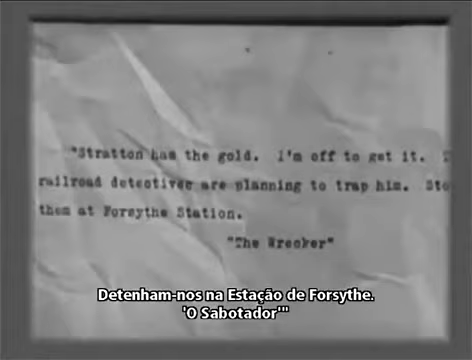 "Stratton has the gold. I'm off to get it.
railroad detectives are planning to trap him.
them at Forsythe Station.
"The Wrecker"
Detenham-nos na Estação de Forsythe.
'O Sabotador'"